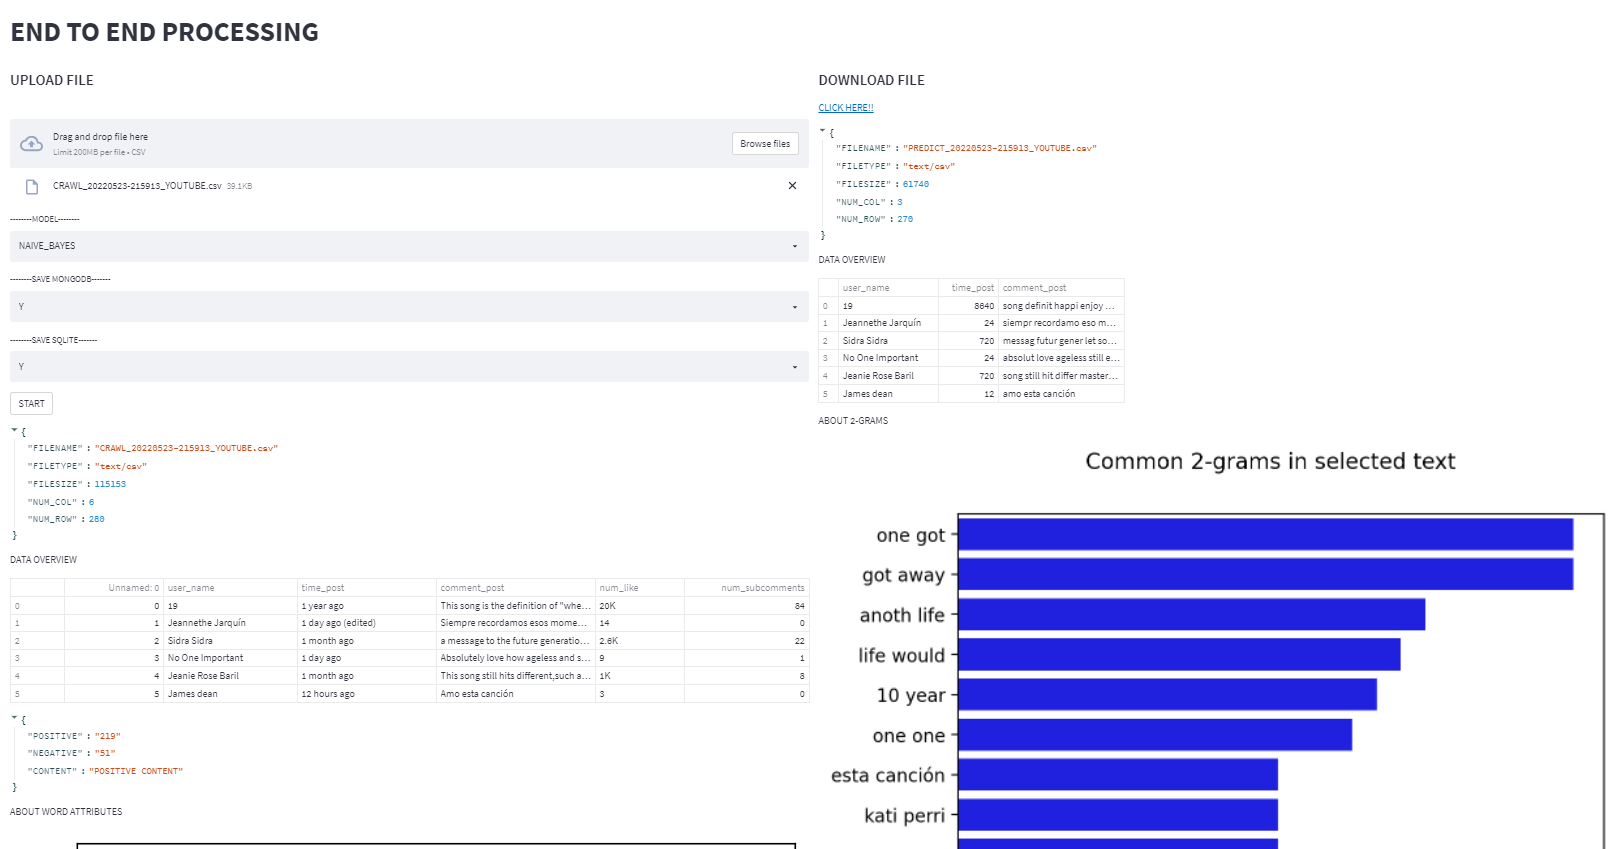 END TO END PROCESSING
UPLOAD FILE
Drag and drop file here
Limit 200MB per file • CSV
Browse files
CRAWL_20220523-215913_YOUTUBE.csv 39.1KB
--------MODEL--------
NAIVE_BAYES
--------SAVE MONGODB-------
Y
--------SAVE SQLITE-------
Y
START
{
"FILENAME" : "CRAWL_20220523-215913_YOUTUBE.csv"
"FILETYPE" : "text/csv"
"FILESIZE" : 115153
"NUM_COL" : 6
"NUM_ROW" : 280
}
DATA OVERVIEW
Unnamed: 0 user_name time_post comment_post num_like num_subcomments
0 0 19 1 year ago This song is the definition of "whe... 20K 84
1 1 Jeannethe Jarquín 1 day ago (edited) Siempre recordamos esos mome... 14 0
2 2 Sidra Sidra 1 month ago a message to the future generatio... 2.6K 22
3 3 No One Important 1 day ago Absolutely love how ageless and s... 9 1
4 4 Jeanie Rose Baril 1 month ago This song still hits different,such a... 1K 8
5 5 James dean 12 hours ago Amo esta canción 3 0
{
"POSITIVE" : "219"
"NEGATIVE" : "51"
"CONTENT" : "POSITIVE CONTENT"
}
ABOUT WORD ATTRIBUTES
DOWNLOAD FILE
CLICK HERE!!
{
"FILENAME" : "PREDICT_20220523-215913_YOUTUBE.csv"
"FILETYPE" : "text/csv"
"FILESIZE" : 61740
"NUM_COL" : 3
"NUM_ROW" : 270
}
DATA OVERVIEW
user_name time_post comment_post
0 19 8640 song definit happi enjoy ...
1 Jeannethe Jarquín 24 siempr recordamo eso m...
2 Sidra Sidra 720 messag futur gener let so...
3 No One Important 24 absolut love ageless still e...
4 Jeanie Rose Baril 720 song still hit differ master...
5 James dean 12 amo esta canción
ABOUT 2-GRAMS
Common 2-grams in selected text
one got
got away
anoth life
life would
10 year
one one
esta canción
kati perri